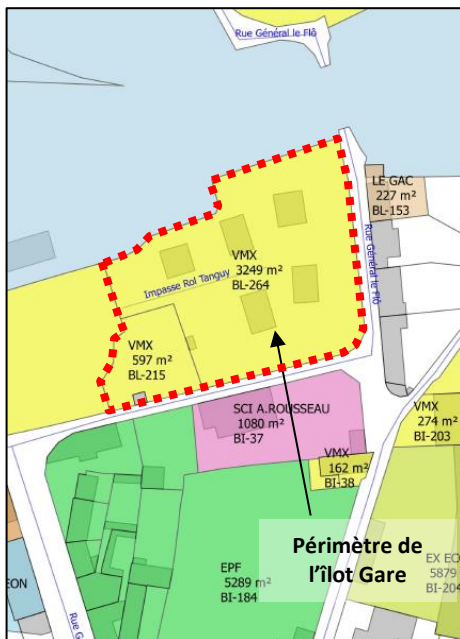 Rue Général le Flô
LE GAC
227 m²
BL-153
Rue Général le Flô
VMX
3249 m²
BL-264
Impasse Rol Tanguy
VMX
597 m²
BL-215
SCI A.ROUSSEAU
1080 m²
BI-37
VMX
274 m²
BI-203
VMX
162 m²
BI-38
EPF
5289 m²
BI-184
Périmètre de
l'îlot Gare
EX ECO
5879
BI-204
EON
Rue G